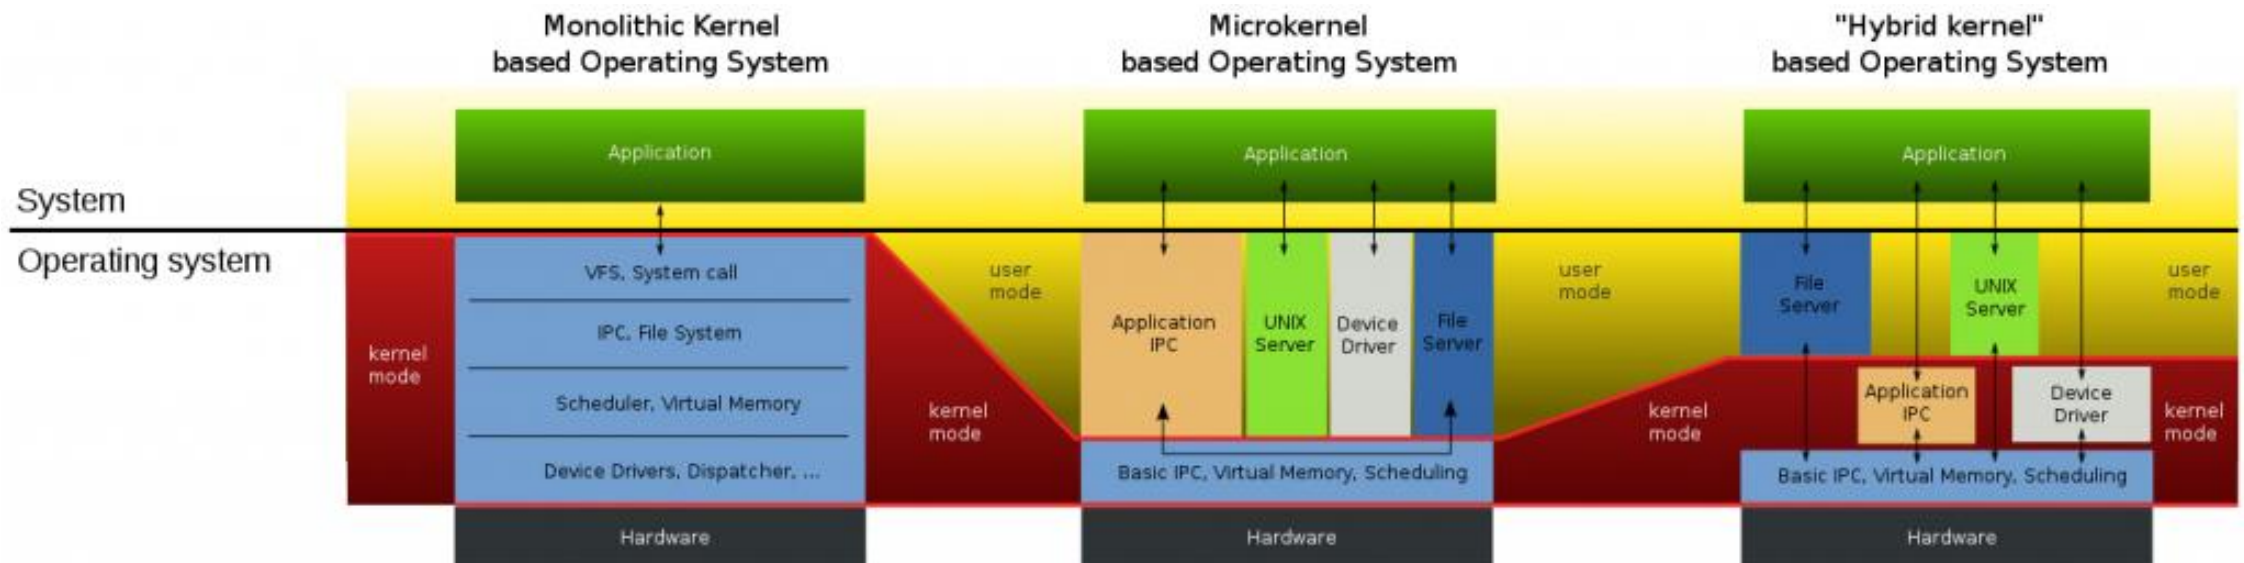 Monolithic Kernel
based Operating System
Microkernel
based Operating System
"Hybrid kernel"
based Operating System
System
Operating system
Application
VFS, System call
IPC, File System
Scheduler, Virtual Memory
Device Drivers, Dispatcher, ...
Hardware
kernel
mode
kernel
mode
user
mode
Application
Application
IPC
UNIX
Server
Device
Driver
File
Server
Basic IPC, Virtual Memory, Scheduling
Hardware
user
mode
kernel
mode
Application
File
Server
UNIX
Server
Application
IPC
Device
Driver
Basic IPC, Virtual Memory, Scheduling
Hardware
user
mode
kernel
mode